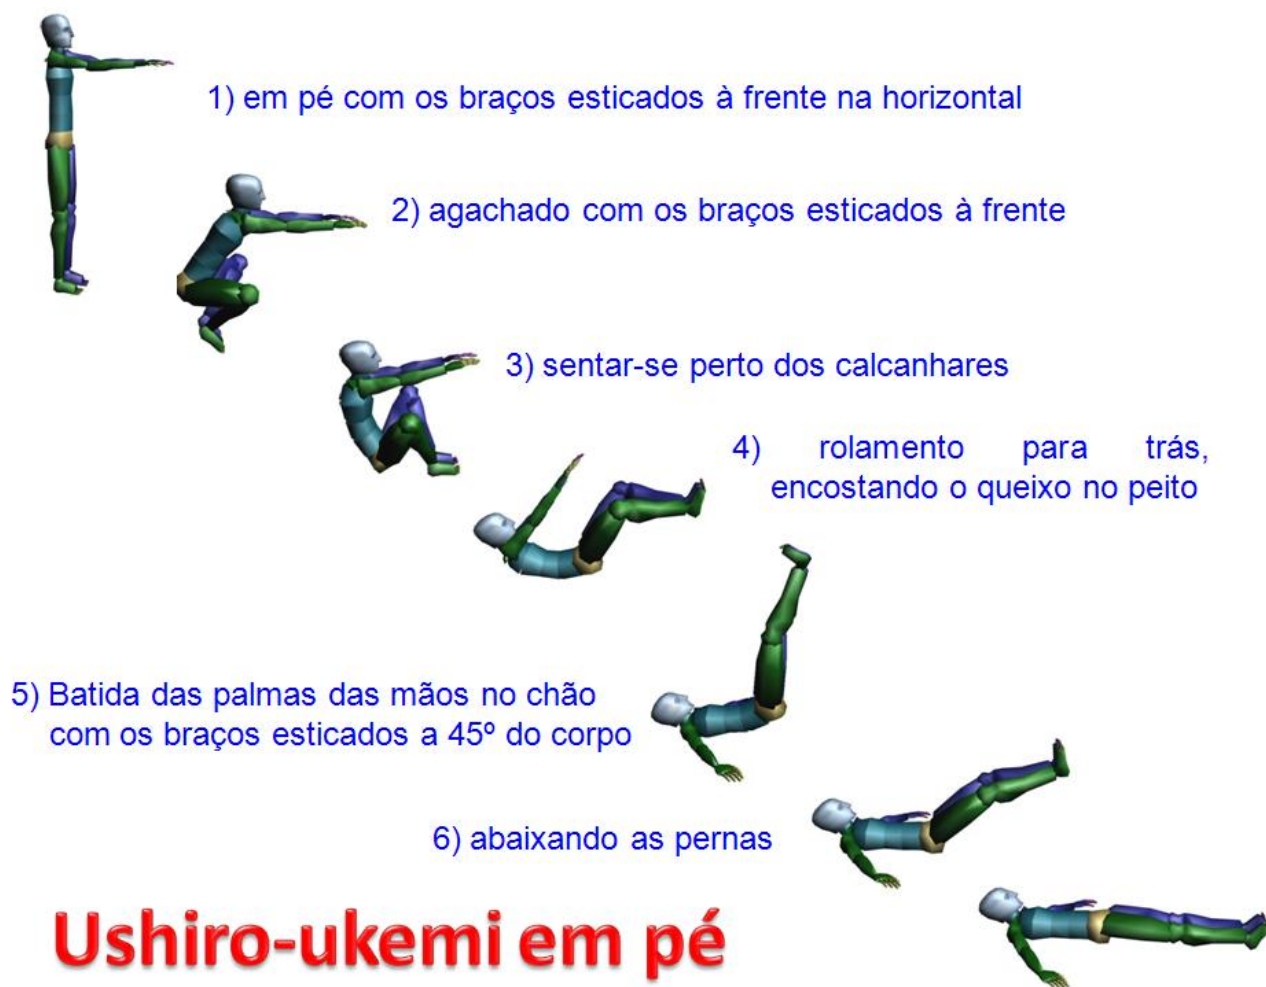 1) em pé com os braços esticados à frente na horizontal
2) agachado com os braços esticados à frente
3) sentar-se perto dos calcanhares
4) rolamento para trás,
encostando o queixo no peito
5) Batida das palmas das mãos no chão
com os braços esticados a 45º do corpo
6) abaixando as pernas
Ushiro-ukemi em pé